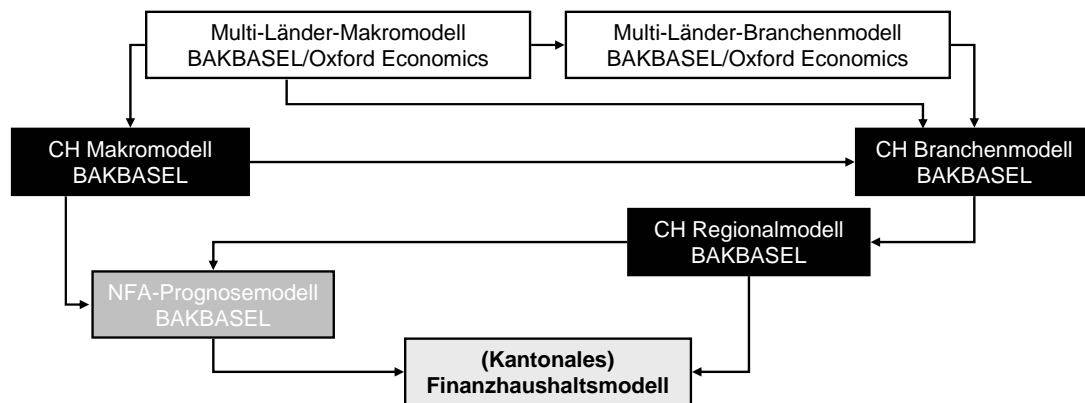 Multi-Länder-Makromodell
BAKBASEL/Oxford Economics
Multi-Länder-Branchenmodell
BAKBASEL/Oxford Economics
CH Makromodell
BAKBASEL
CH Branchenmodell
BAKBASEL
CH Regionalmodell
BAKBASEL
NFA-Prognosemodell
BAKBASEL
(Kantonales)
Finanzhaushaltsmodell